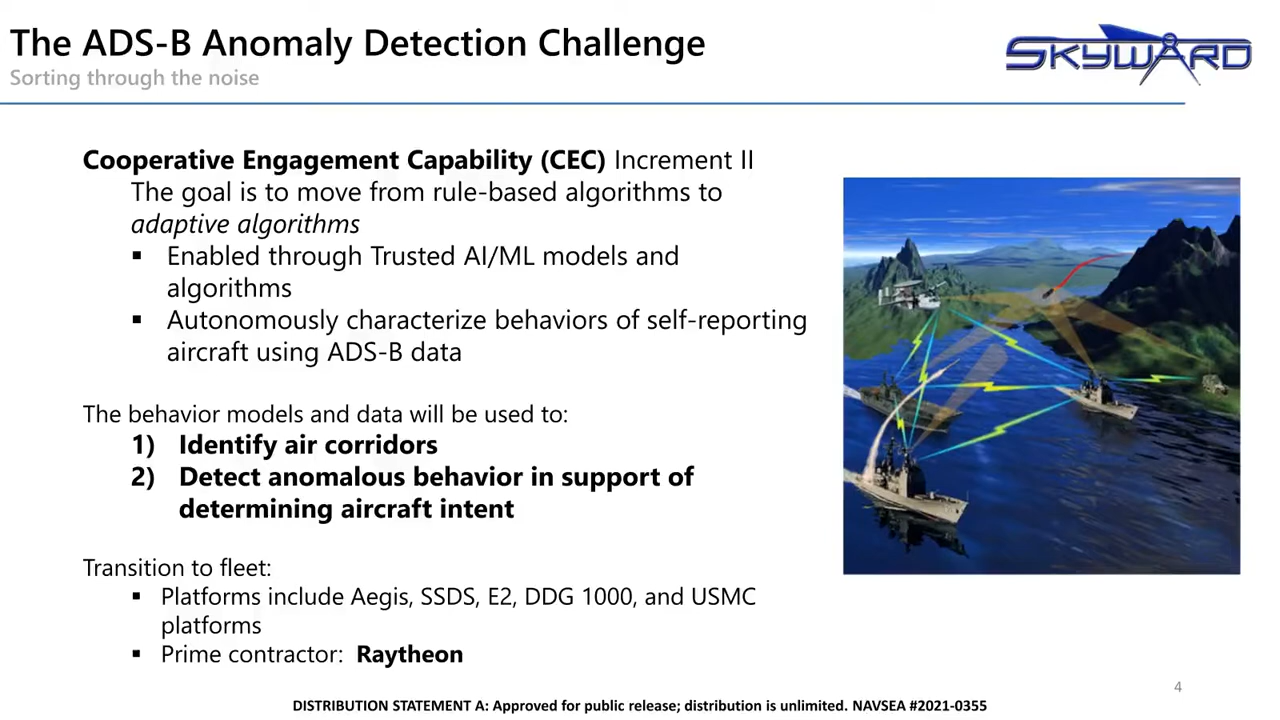 The ADS-B Anomaly Detection Challenge
Sorting through the noise
SKYWARD
Cooperative Engagement Capability (CEC) Increment II
The goal is to move from rule-based algorithms to
adaptive algorithms
▪ Enabled through Trusted AI/ML models and
algorithms
▪ Autonomously characterize behaviors of self-reporting
aircraft using ADS-B data
The behavior models and data will be used to:
1) Identify air corridors
2) Detect anomalous behavior in support of
determining aircraft intent
Transition to fleet:
▪ Platforms include Aegis, SSDS, E2, DDG 1000, and USMC
platforms
▪ Prime contractor: Raytheon
4
DISTRIBUTION STATEMENT A: Approved for public release; distribution is unlimited. NAVSEA #2021-0355